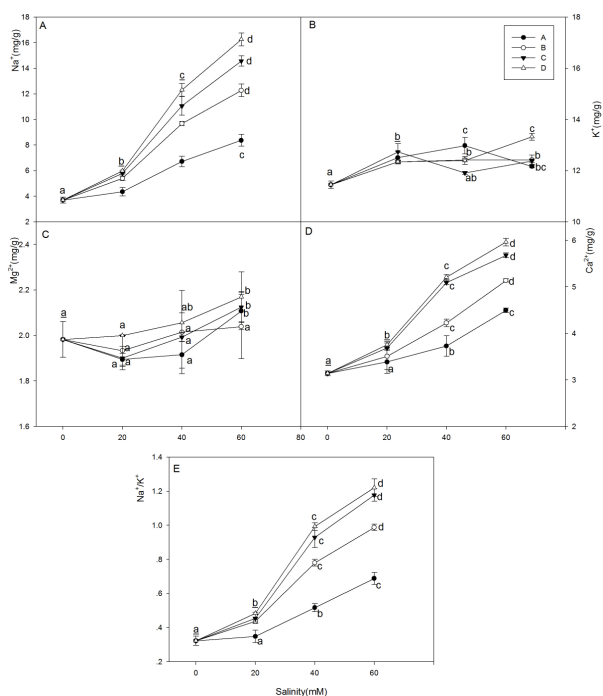 A
Na⁺(mg/g)
18
16
14
12
10
8
6
4
2
a
b
c
d
d
d
c
B
A
B
C
D
K⁺(mg/g)
18
16
14
12
10
a
b
c
b
ab
c
b
bc
C
Mg²⁺(mg/g)
2.4
2.2
2.0
1.8
1.6
a
a
a
a
a
ab
a
a
a
b
b
b
a
0 20 40 60 80
D
Ca²⁺(mg/g)
6
5
4
3
2
a
b
a
c
c
c
b
d
d
d
c
0 20 40 60
E
Na⁺/K⁺
1.4
1.2
1.0
.8
.6
.4
.2
a
b
a
c
c
c
b
d
d
d
c
0 20 40 60
Salinity(mM)